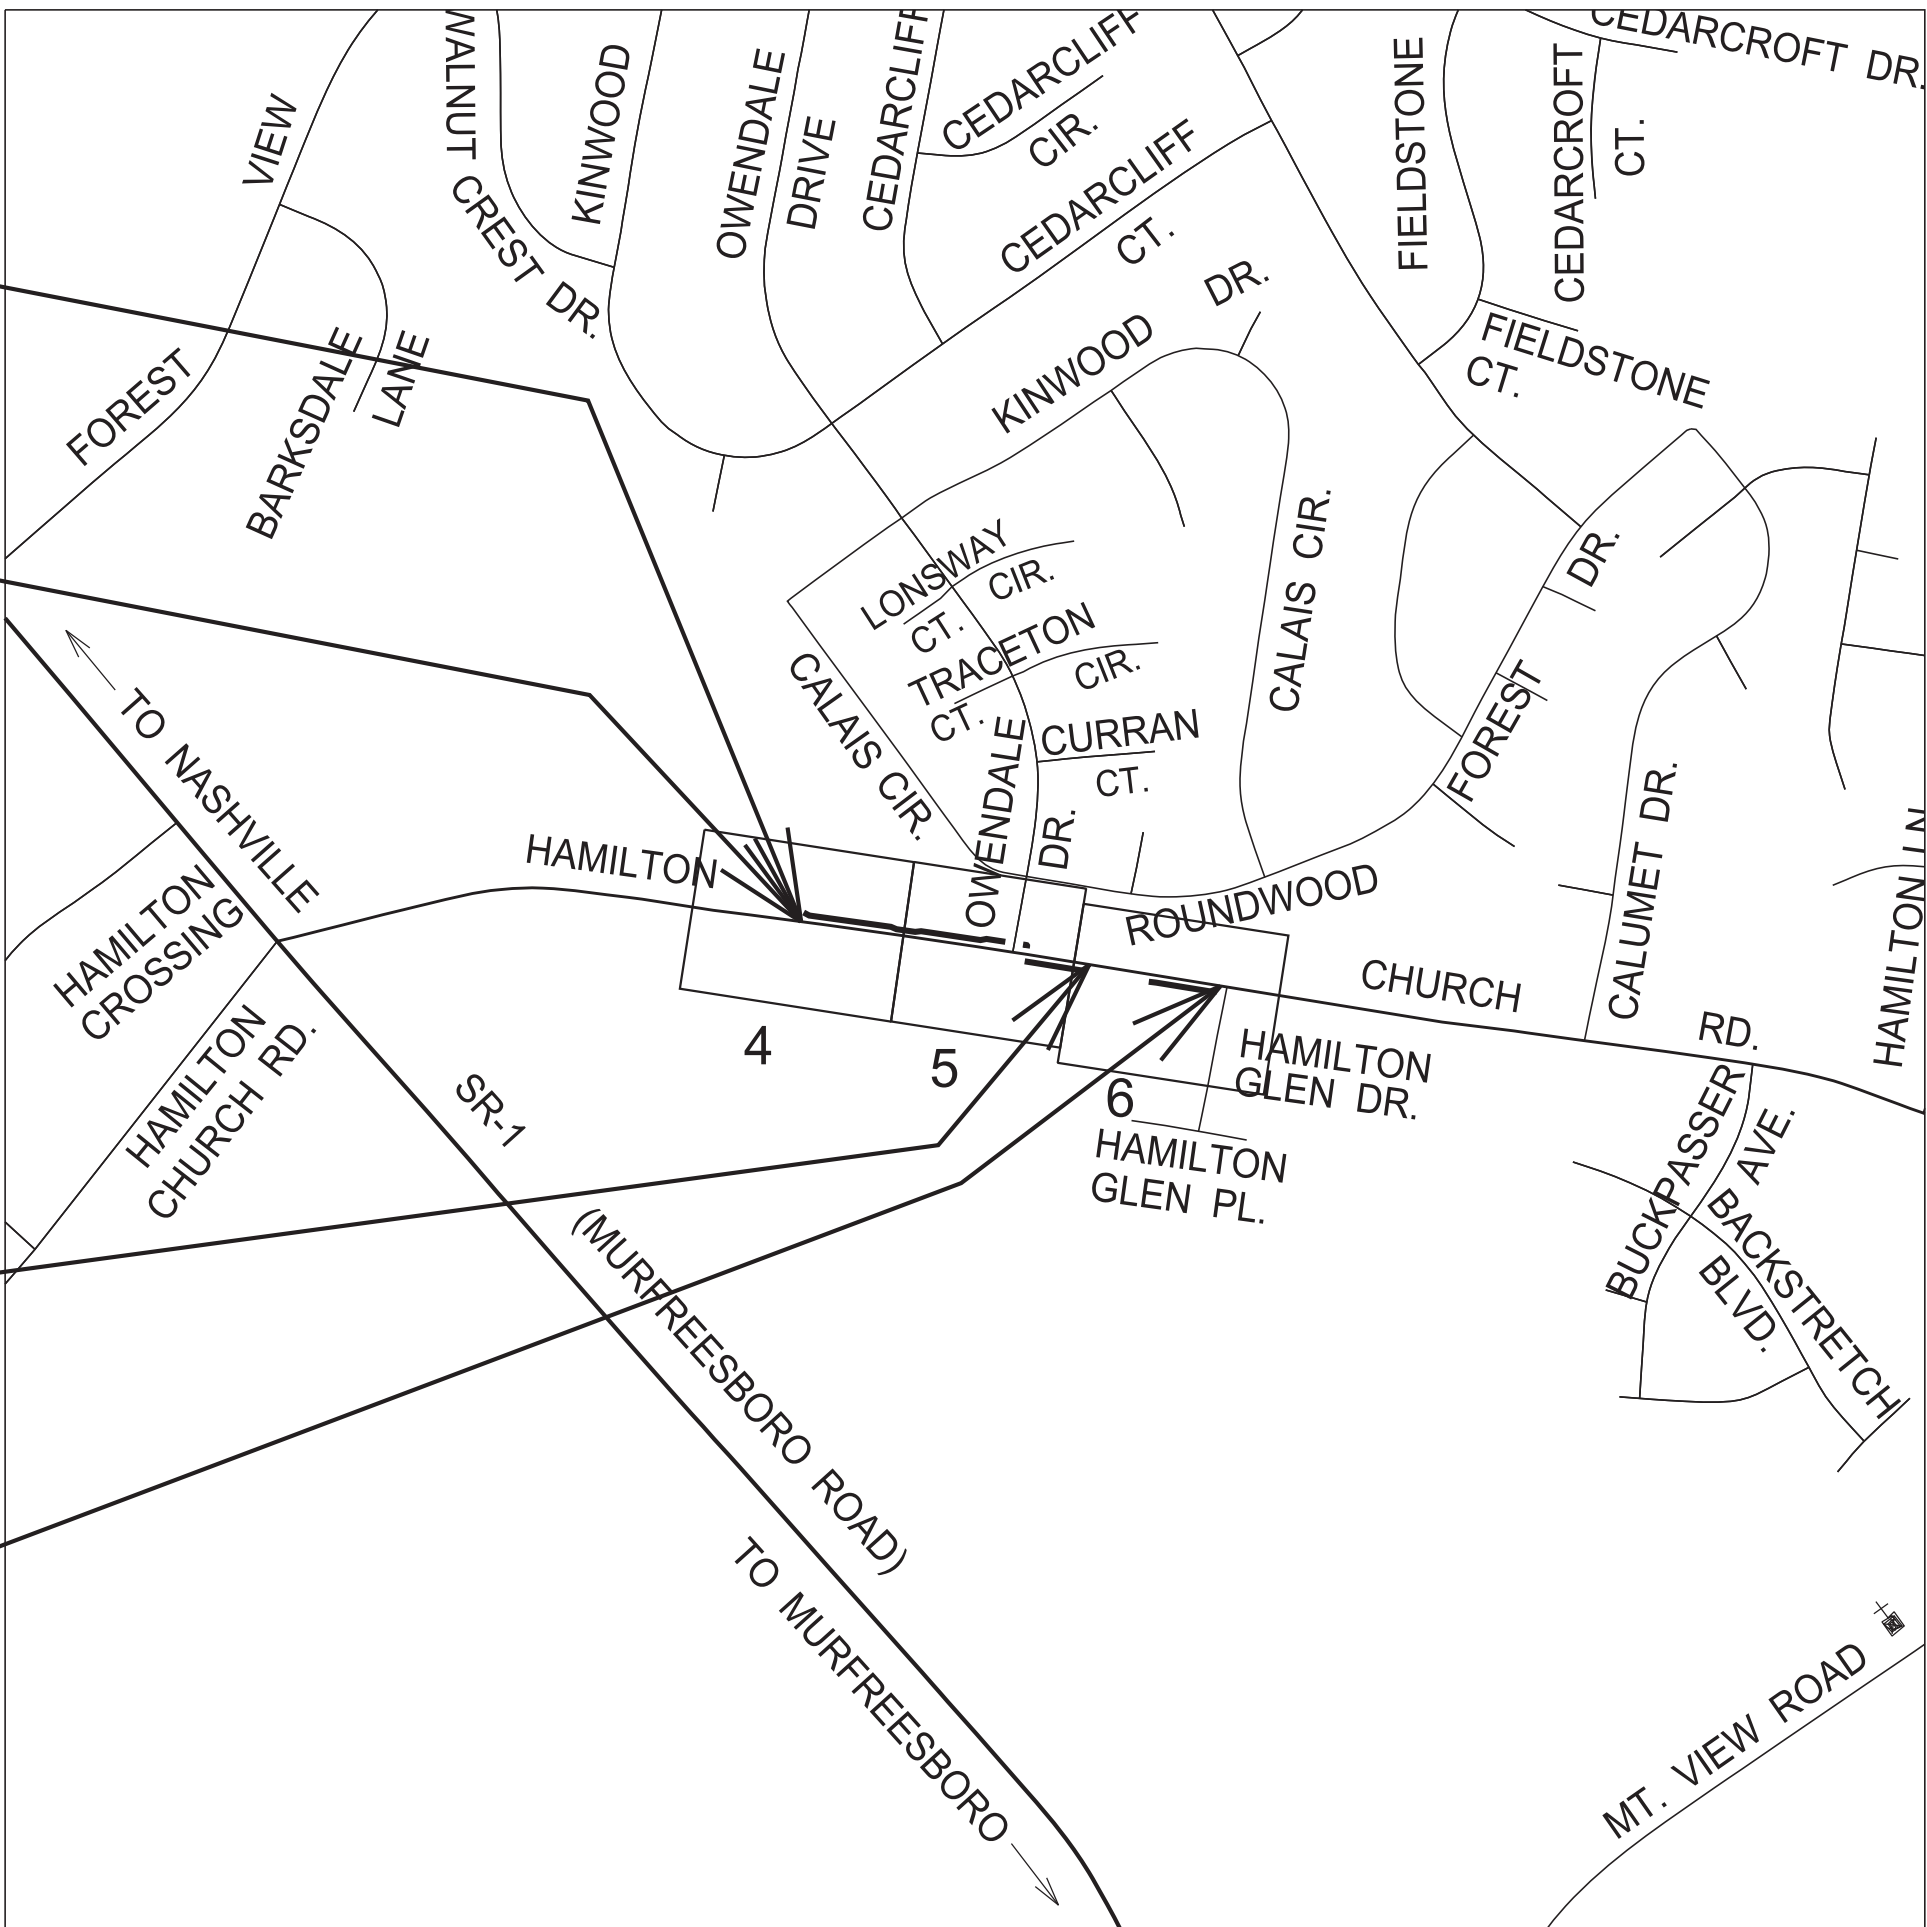 WALNUT
CREST DR.
VIEW
FOREST
KINWOOD
OWENDALE
DRIVE
CEDARCLIFF
CEDARCLIFF
CIR.
CEDARCLIFF
CT.
FIELDSTONE
CEDARCROFT
CT.
CEDARCROFT DR.
FIELDSTONE
CT.
BARKSDALE
LANE
KINWOOD
DR.
LONSWAY
CIR.
CT.
TRACETON
CIR.
CT.
CURRAN
CT.
CALAIS CIR.
CALAIS CIR.
OWENDALE
DR.
FOREST
DR.
CALUMET DR.
HAMILTON LN
TO NASHVILLE
HAMILTON
CROSSING
HAMILTON
CHURCH RD.
HAMILTON
ROUNDWOOD
CHURCH
RD.
4
5
6
HAMILTON
GLEN DR.
HAMILTON
GLEN PL.
SR-1
(MURFREESBORO ROAD)
TO MURFREESBORO
BUCKPASSER
AVE.
BACKSTRETCH
BLVD.
MT. VIEW ROAD